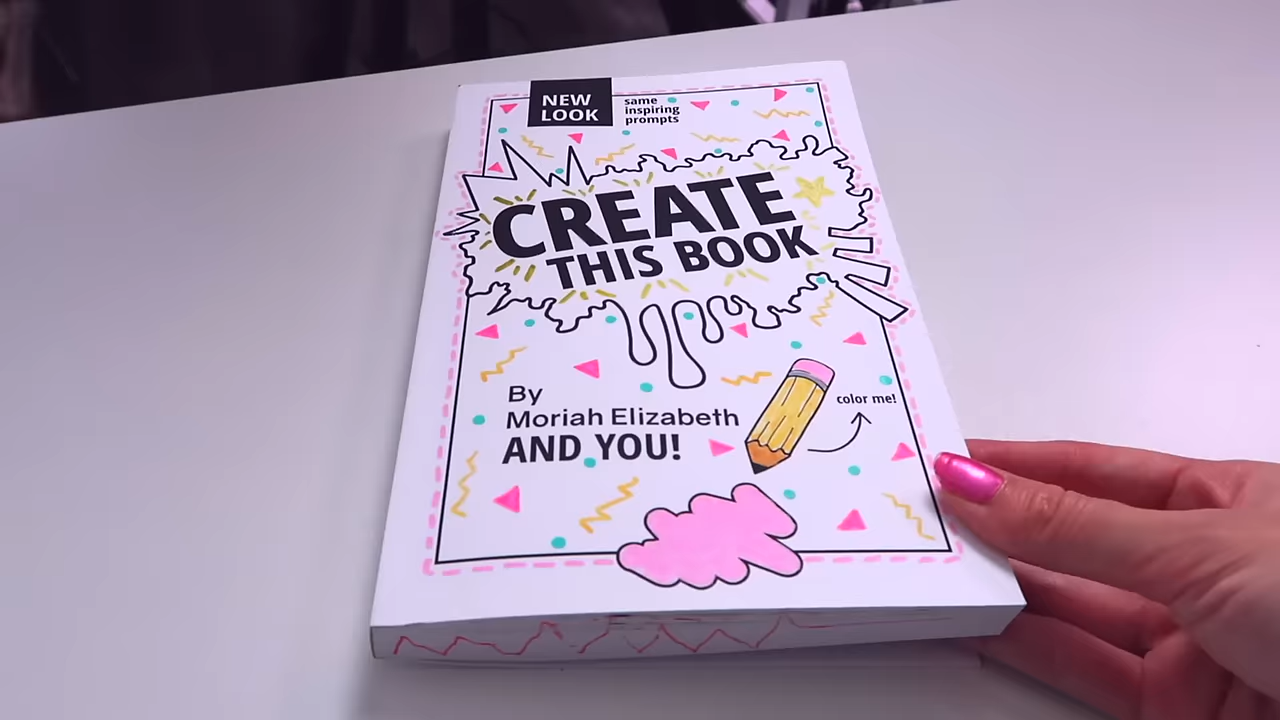 NEW
LOOK
same
inspiring
prompts
CREATE
THIS BOOK
By
Moriah Elizabeth
AND YOU!
color me!